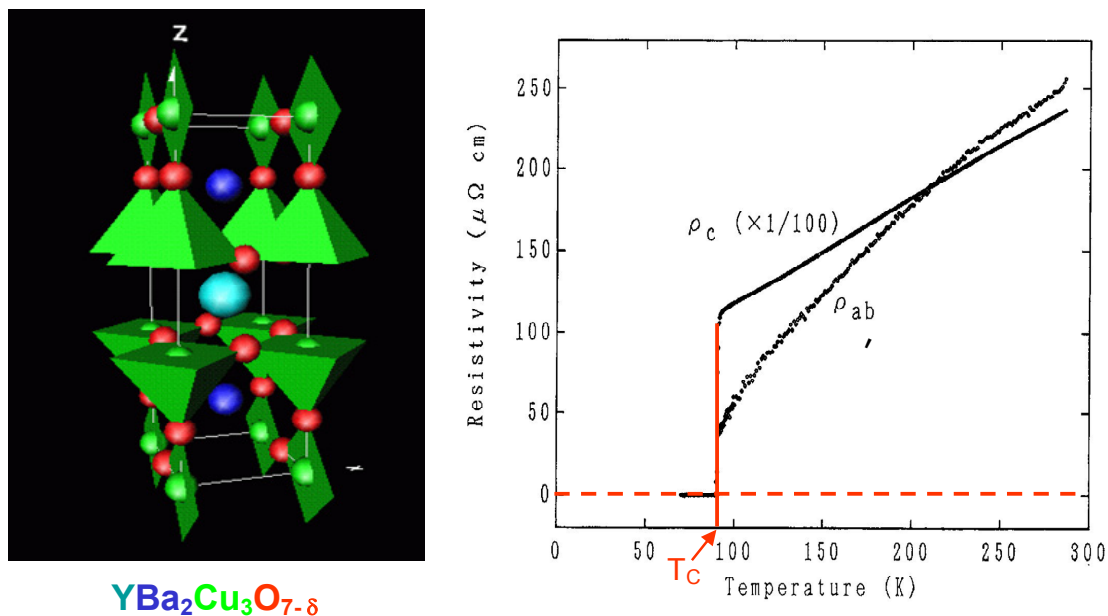 Z
YBa₂Cu₃O₇₋δ
Resistivity (μΩ cm)
250
200
150
100
50
0
ρc (×1/100)
ρab
0
50
100
150
200
250
300
TC
Temperature (K)